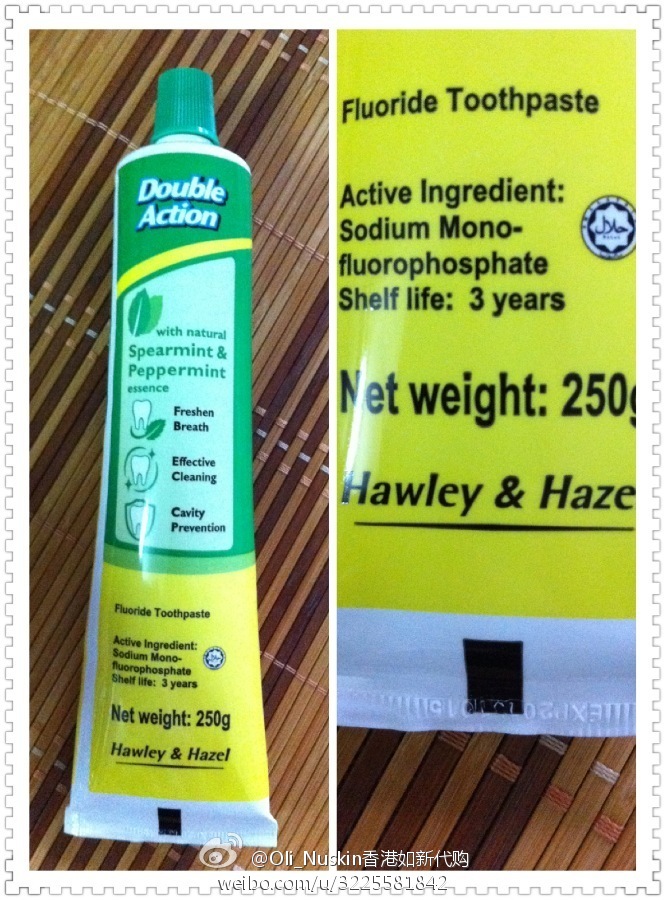 Double
Action
with natural
Spearmint &
Peppermint
essence
Freshen
Breath
Effective
Cleaning
Cavity
Prevention
Fluoride Toothpaste
Active Ingredient:
Sodium Mono-
fluorophosphate
Shelf life: 3 years
Net weight: 250g
Hawley & Hazel
Fluoride Toothpaste
Active Ingredient:
Sodium Mono-
fluorophosphate
Shelf life: 3 years
حلال
Net weight: 250g
Hawley & Haze
@Oli_Nuskin香港如新代购
weibo.com/u/3225581842